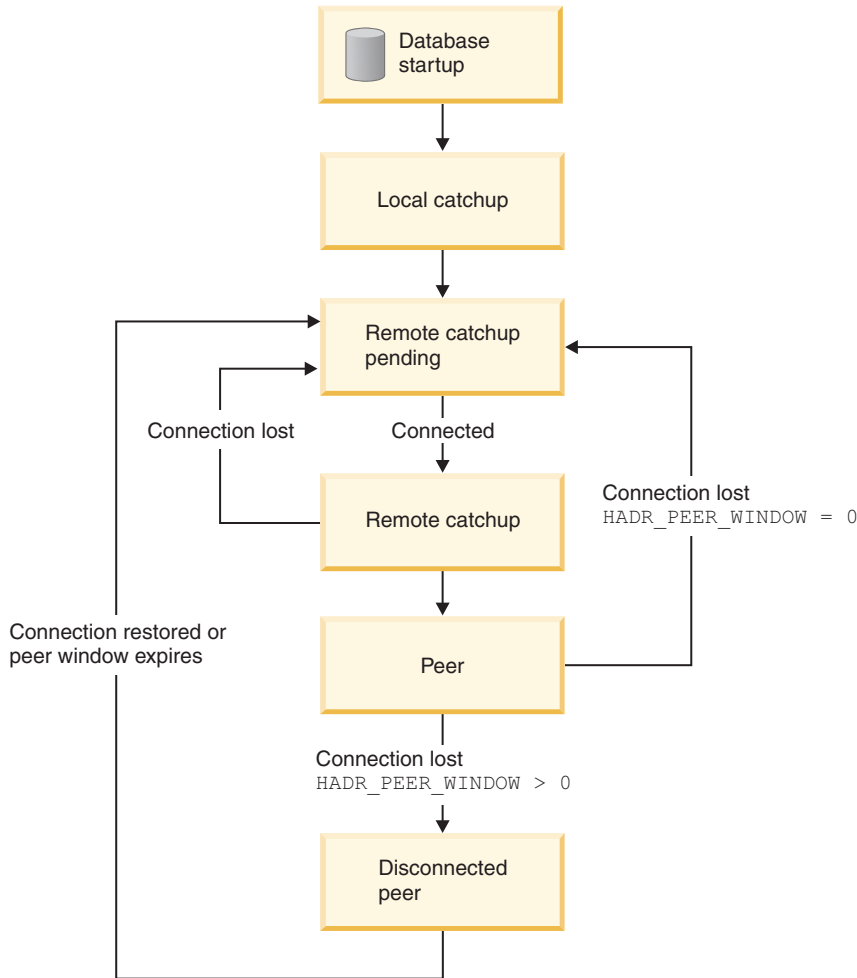 Database
startup
Local catchup
Remote catchup
pending
Connection lost
Connected
Remote catchup
Connection lost
HADR_PEER_WINDOW = 0
Connection restored or
peer window expires
Peer
Connection lost
HADR_PEER_WINDOW > 0
Disconnected
peer